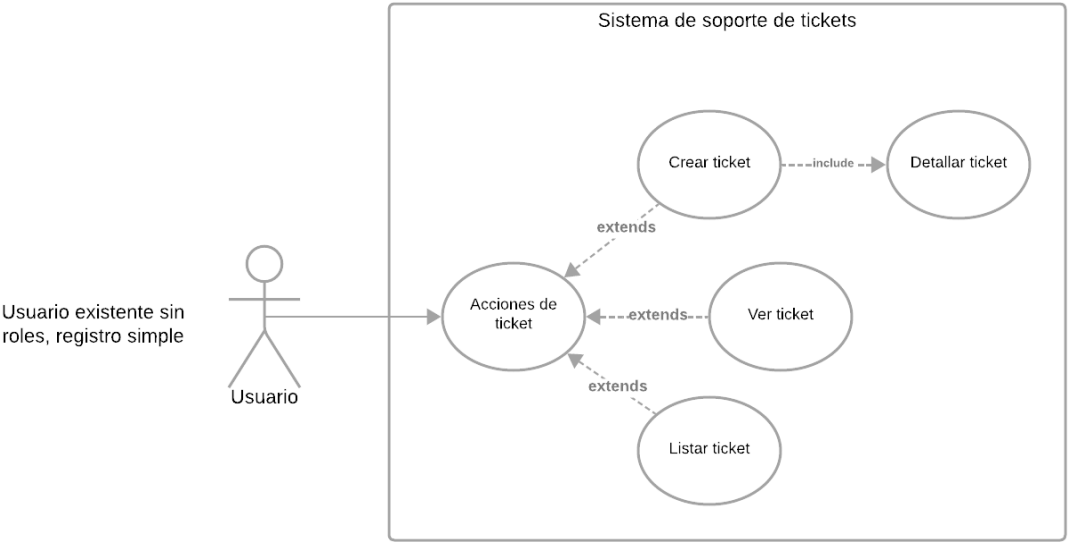 Sistema de soporte de tickets
Crear ticket
include
Detallar ticket
extends
Acciones de
ticket
extends
Ver ticket
Usuario existente sin
roles, registro simple
extends
Usuario
Listar ticket